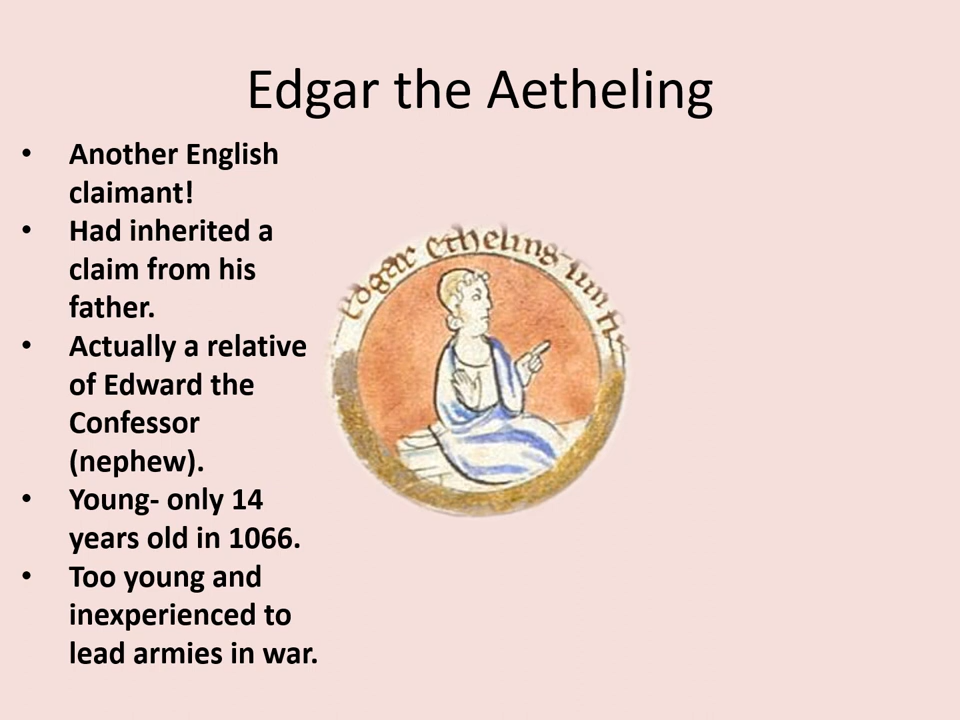 Edgar the Aetheling
• Another English
claimant!
• Had inherited a
claim from his
father.
• Actually a relative
of Edward the
Confessor
(nephew).
• Young- only 14
years old in 1066.
• Too young and
inexperienced to
lead armies in war.
Edgar Etheling